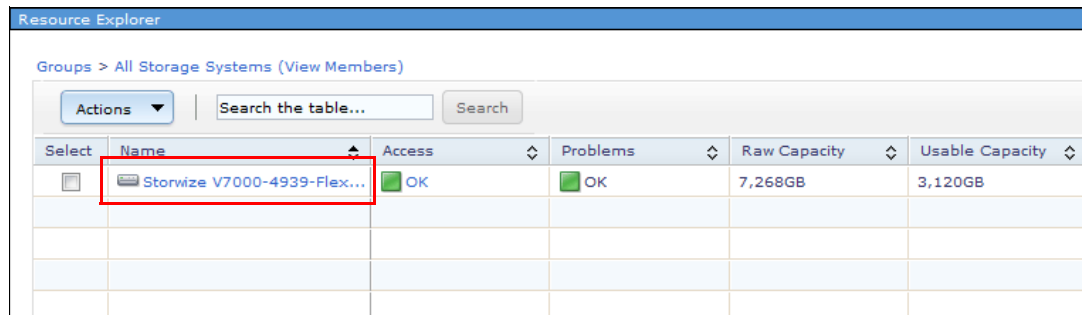 Resource Explorer
Groups > All Storage Systems (View Members)
Actions Search the table... Search
Select Name Access Problems Raw Capacity Usable Capacity
Storwize V7000-4939-Flex... OK OK 7,268GB 3,120GB